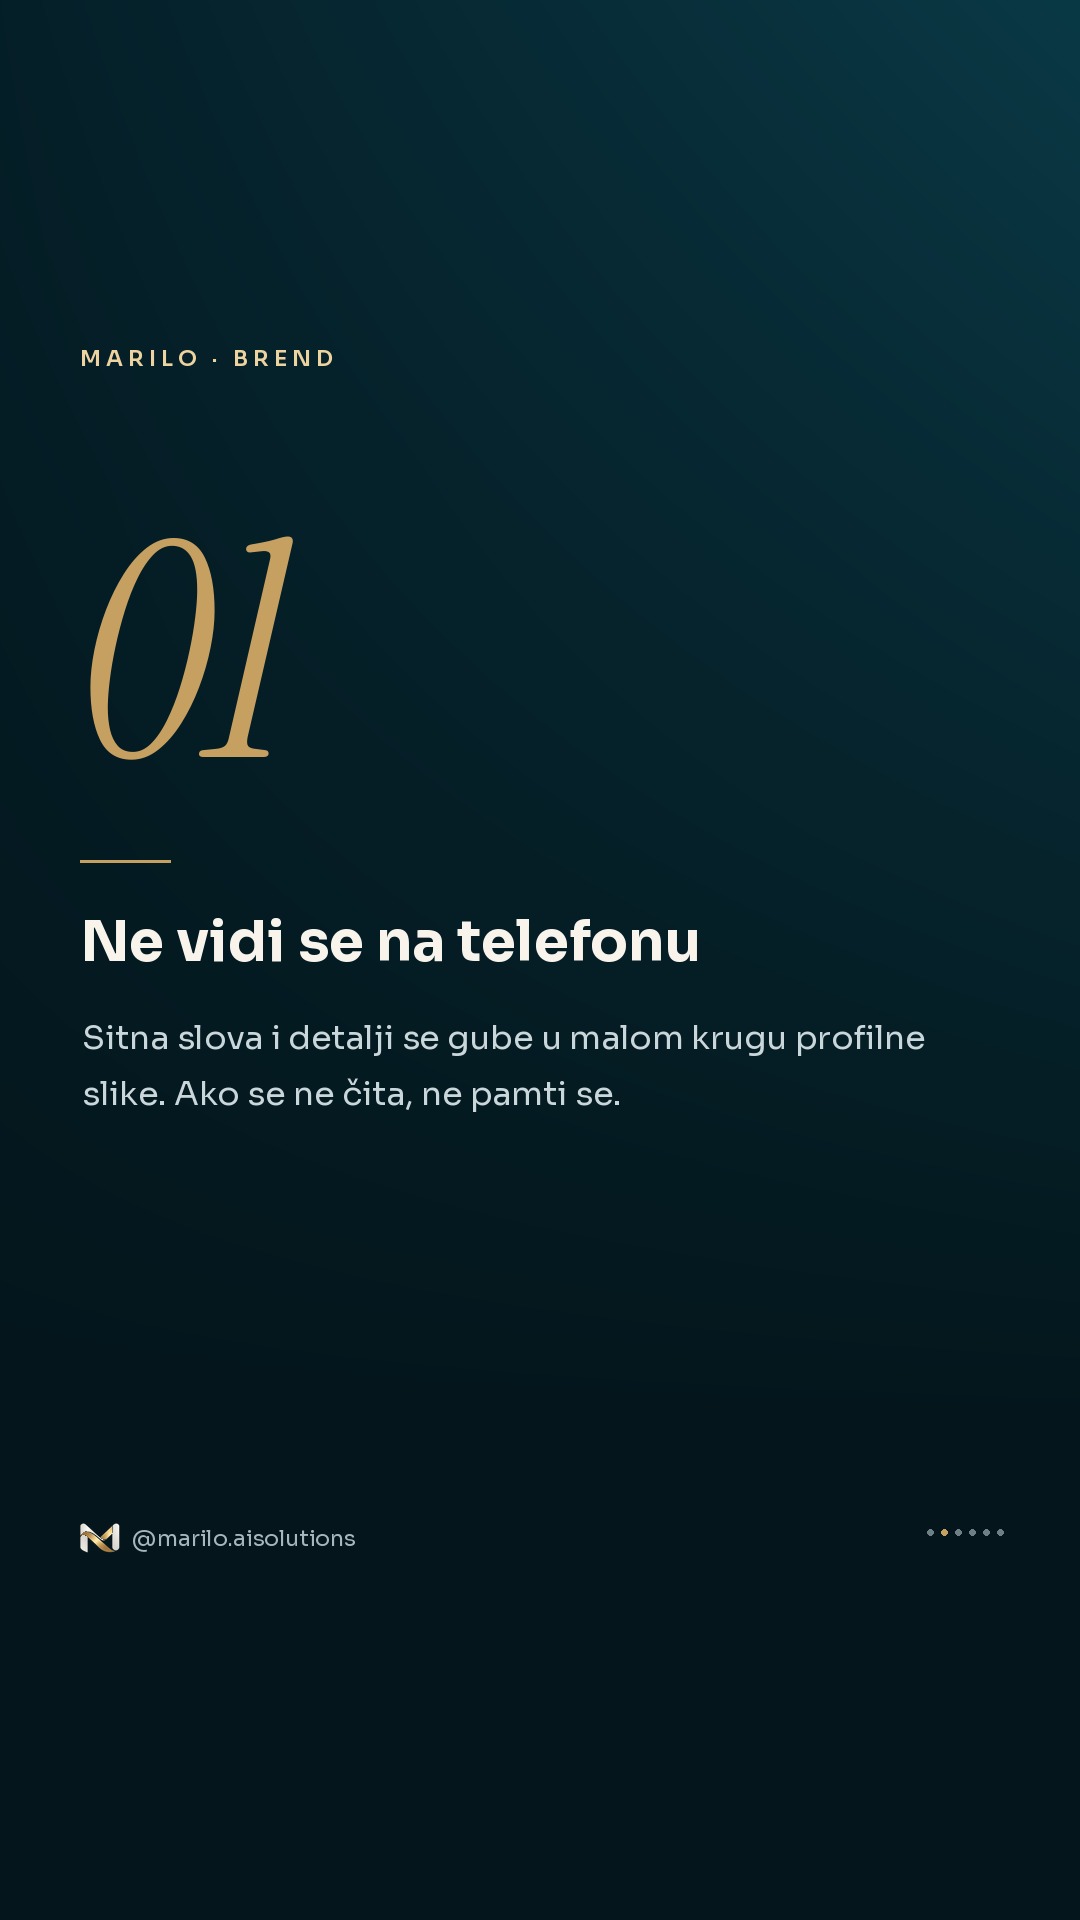 MARILO · BREND
01
Ne vidi se na telefonu
Sitna slova i detalji se gube u malom krugu profilne
slike. Ako se ne čita, ne pamti se.
@marilo.aisolutions